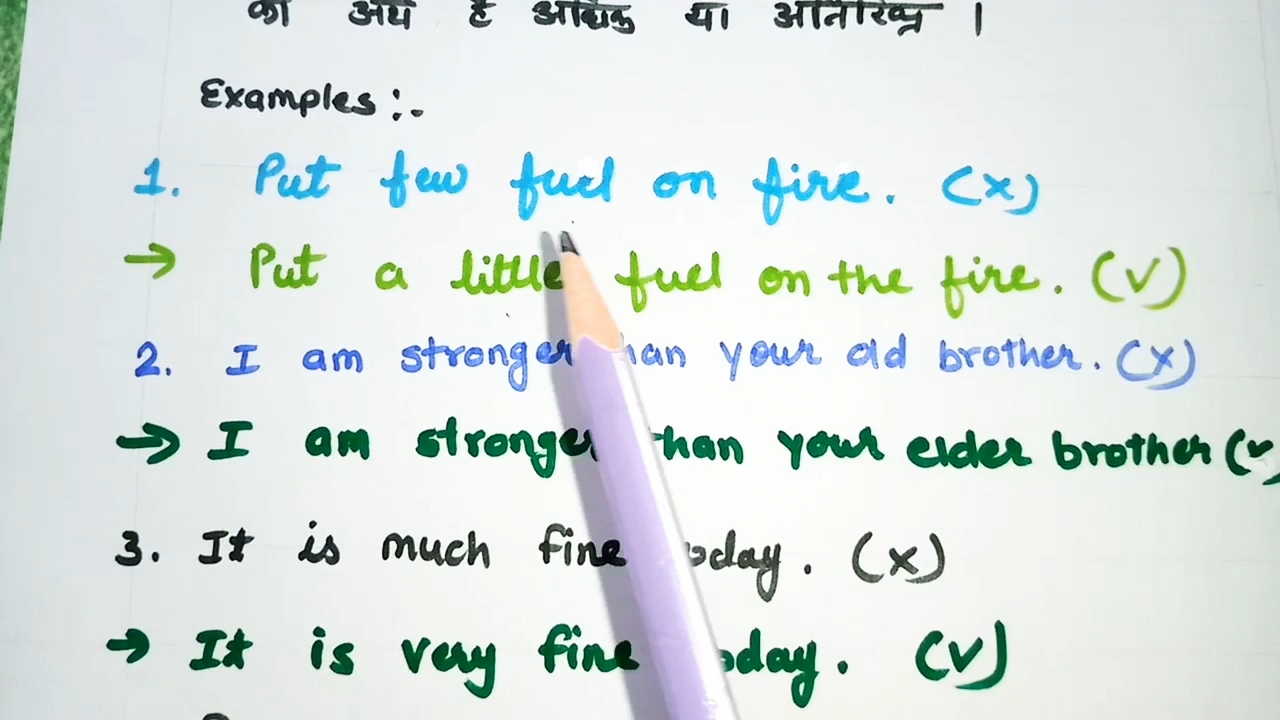 का अर्थ है अधिक या अतिरिक्त ।
Examples :-
1. Put few fuel on fire. (x)
→ Put a little fuel on the fire. (✓)
2. I am stronger than your old brother. (x)
→ I am stronger than your elder brother (✓)
3. It is much fine today. (x)
→ It is very fine today. (✓)